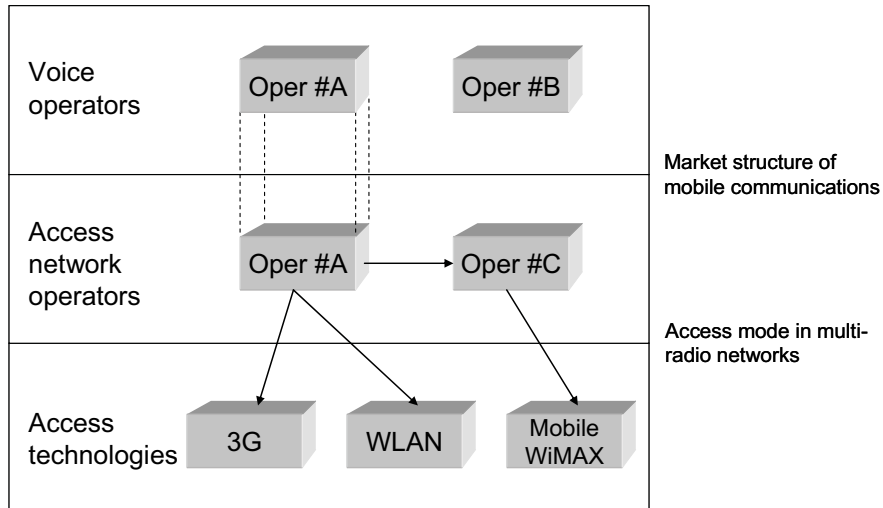 Voice
operators
Oper #A
Oper #B
Market structure of
mobile communications
Access
network
operators
Oper #A
Oper #C
Access mode in multi-
radio networks
Access
technologies
3G
WLAN
Mobile
WiMAX